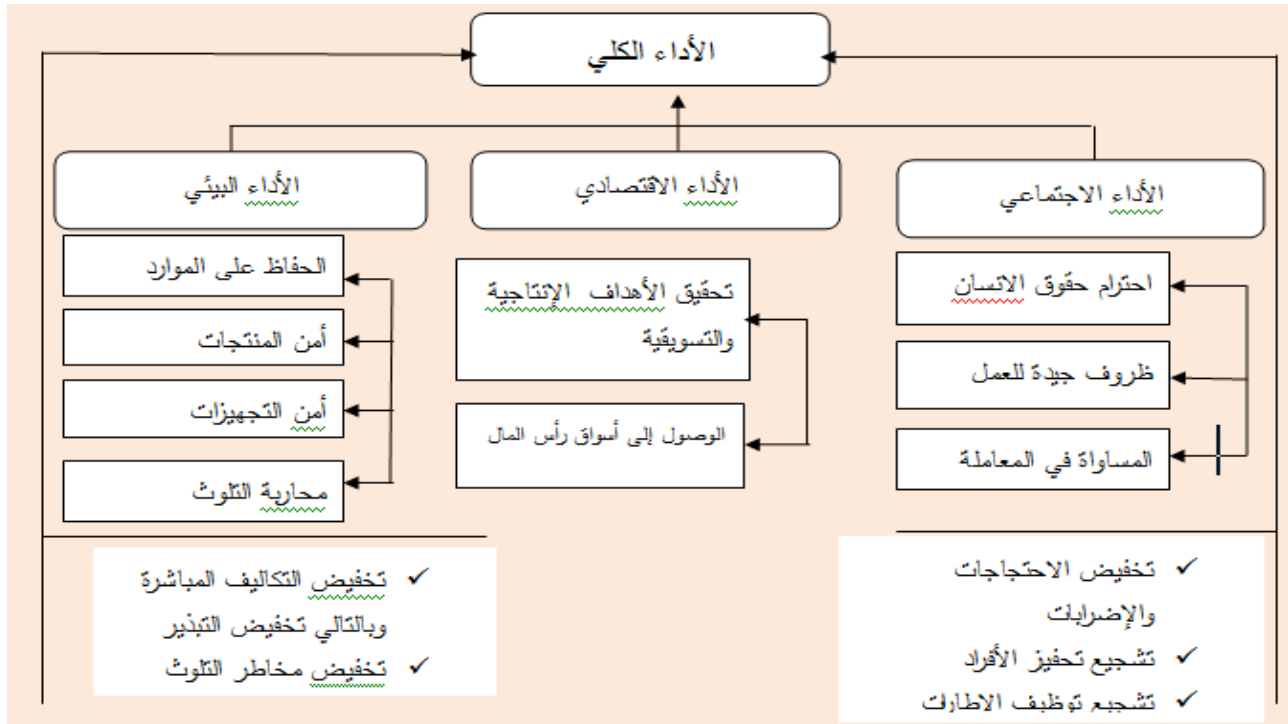 الأداء الكلي
الأداء الاجتماعي
الأداء الاقتصادي
الأداء البيئي
احترام حقوق الانسان
ظروف جيدة للعمل
المساواة في المعاملة
تحقيق الأهداف الإنتاجية
والتسويقية
الوصول إلى أسواق رأس المال
الحفاظ على الموارد
أمن المنتجات
أمن التجهيزات
محاربة التلوث
✓ تخفيض الاحتجاجات
والإضرابات
✓ تشجيع تحفيز الأفراد
✓ تشجيع توظيف الاطارات
✓ تخفيض التكاليف المباشرة
وبالتالي تخفيض التبذير
✓ تخفيض مخاطر التلوث